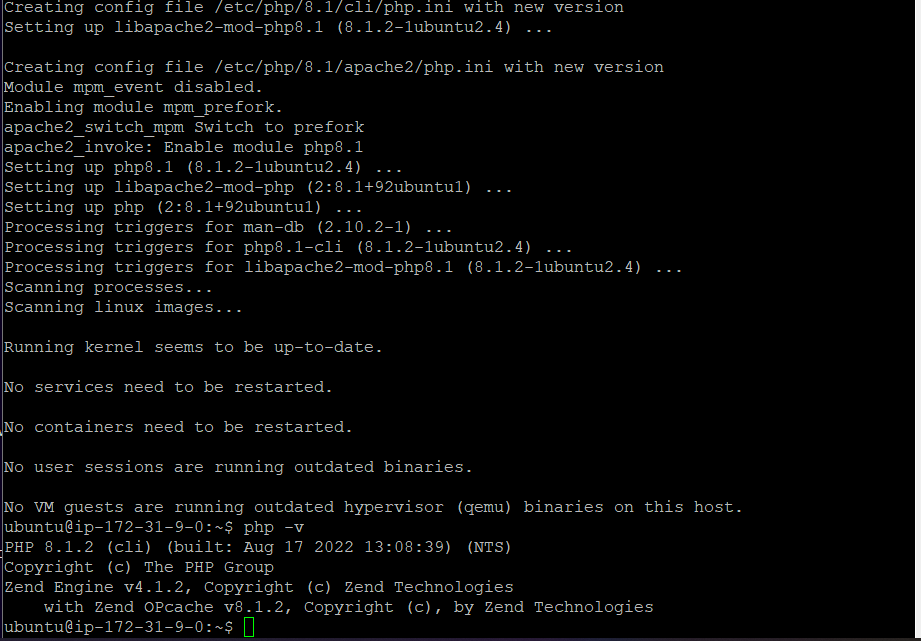 Creating config file /etc/php/8.1/cli/php.ini with new version
Setting up libapache2-mod-php8.1 (8.1.2-1ubuntu2.4) ...
Creating config file /etc/php/8.1/apache2/php.ini with new version
Module mpm_event disabled.
Enabling module mpm_prefork.
apache2_switch_mpm Switch to prefork
apache2_invoke: Enable module php8.1
Setting up php8.1 (8.1.2-1ubuntu2.4) ...
Setting up libapache2-mod-php (2:8.1+92ubuntu1) ...
Setting up php (2:8.1+92ubuntu1) ...
Processing triggers for man-db (2.10.2-1) ...
Processing triggers for php8.1-cli (8.1.2-1ubuntu2.4) ...
Processing triggers for libapache2-mod-php8.1 (8.1.2-1ubuntu2.4) ...
Scanning processes...
Scanning linux images...
Running kernel seems to be up-to-date.
No services need to be restarted.
No containers need to be restarted.
No user sessions are running outdated binaries.
No VM guests are running outdated hypervisor (qemu) binaries on this host.
ubuntu@ip-172-31-9-0:~$ php -v
PHP 8.1.2 (cli) (built: Aug 17 2022 13:08:39) (NTS)
Copyright (c) The PHP Group
Zend Engine v4.1.2, Copyright (c) Zend Technologies
    with Zend OPcache v8.1.2, Copyright (c), by Zend Technologies
ubuntu@ip-172-31-9-0:~$